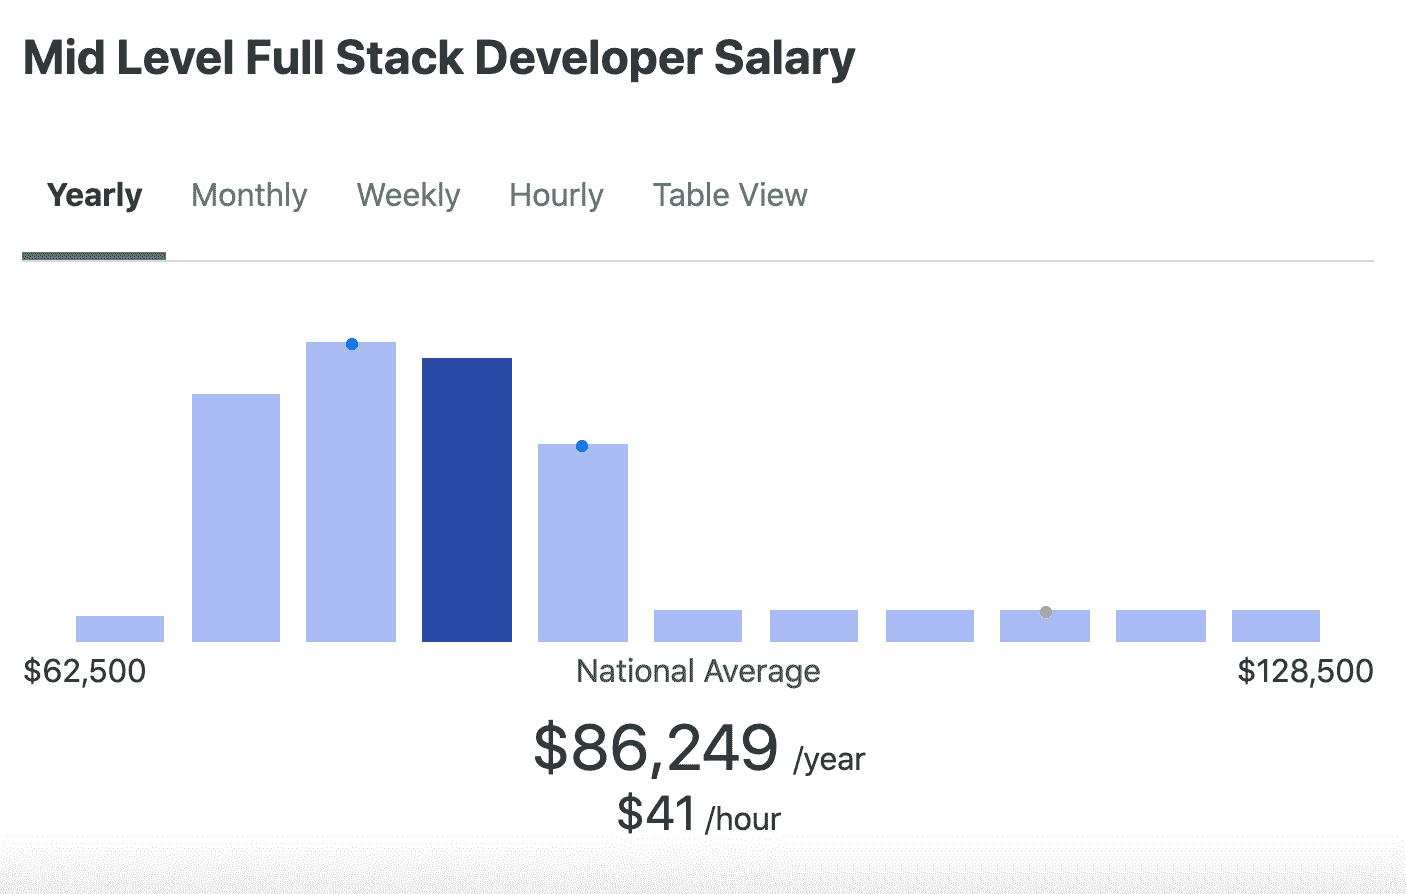 Mid Level Full Stack Developer Salary
Yearly Monthly Weekly Hourly Table View
$62,500 National Average $128,500
$86,249 /year
$41 /hour